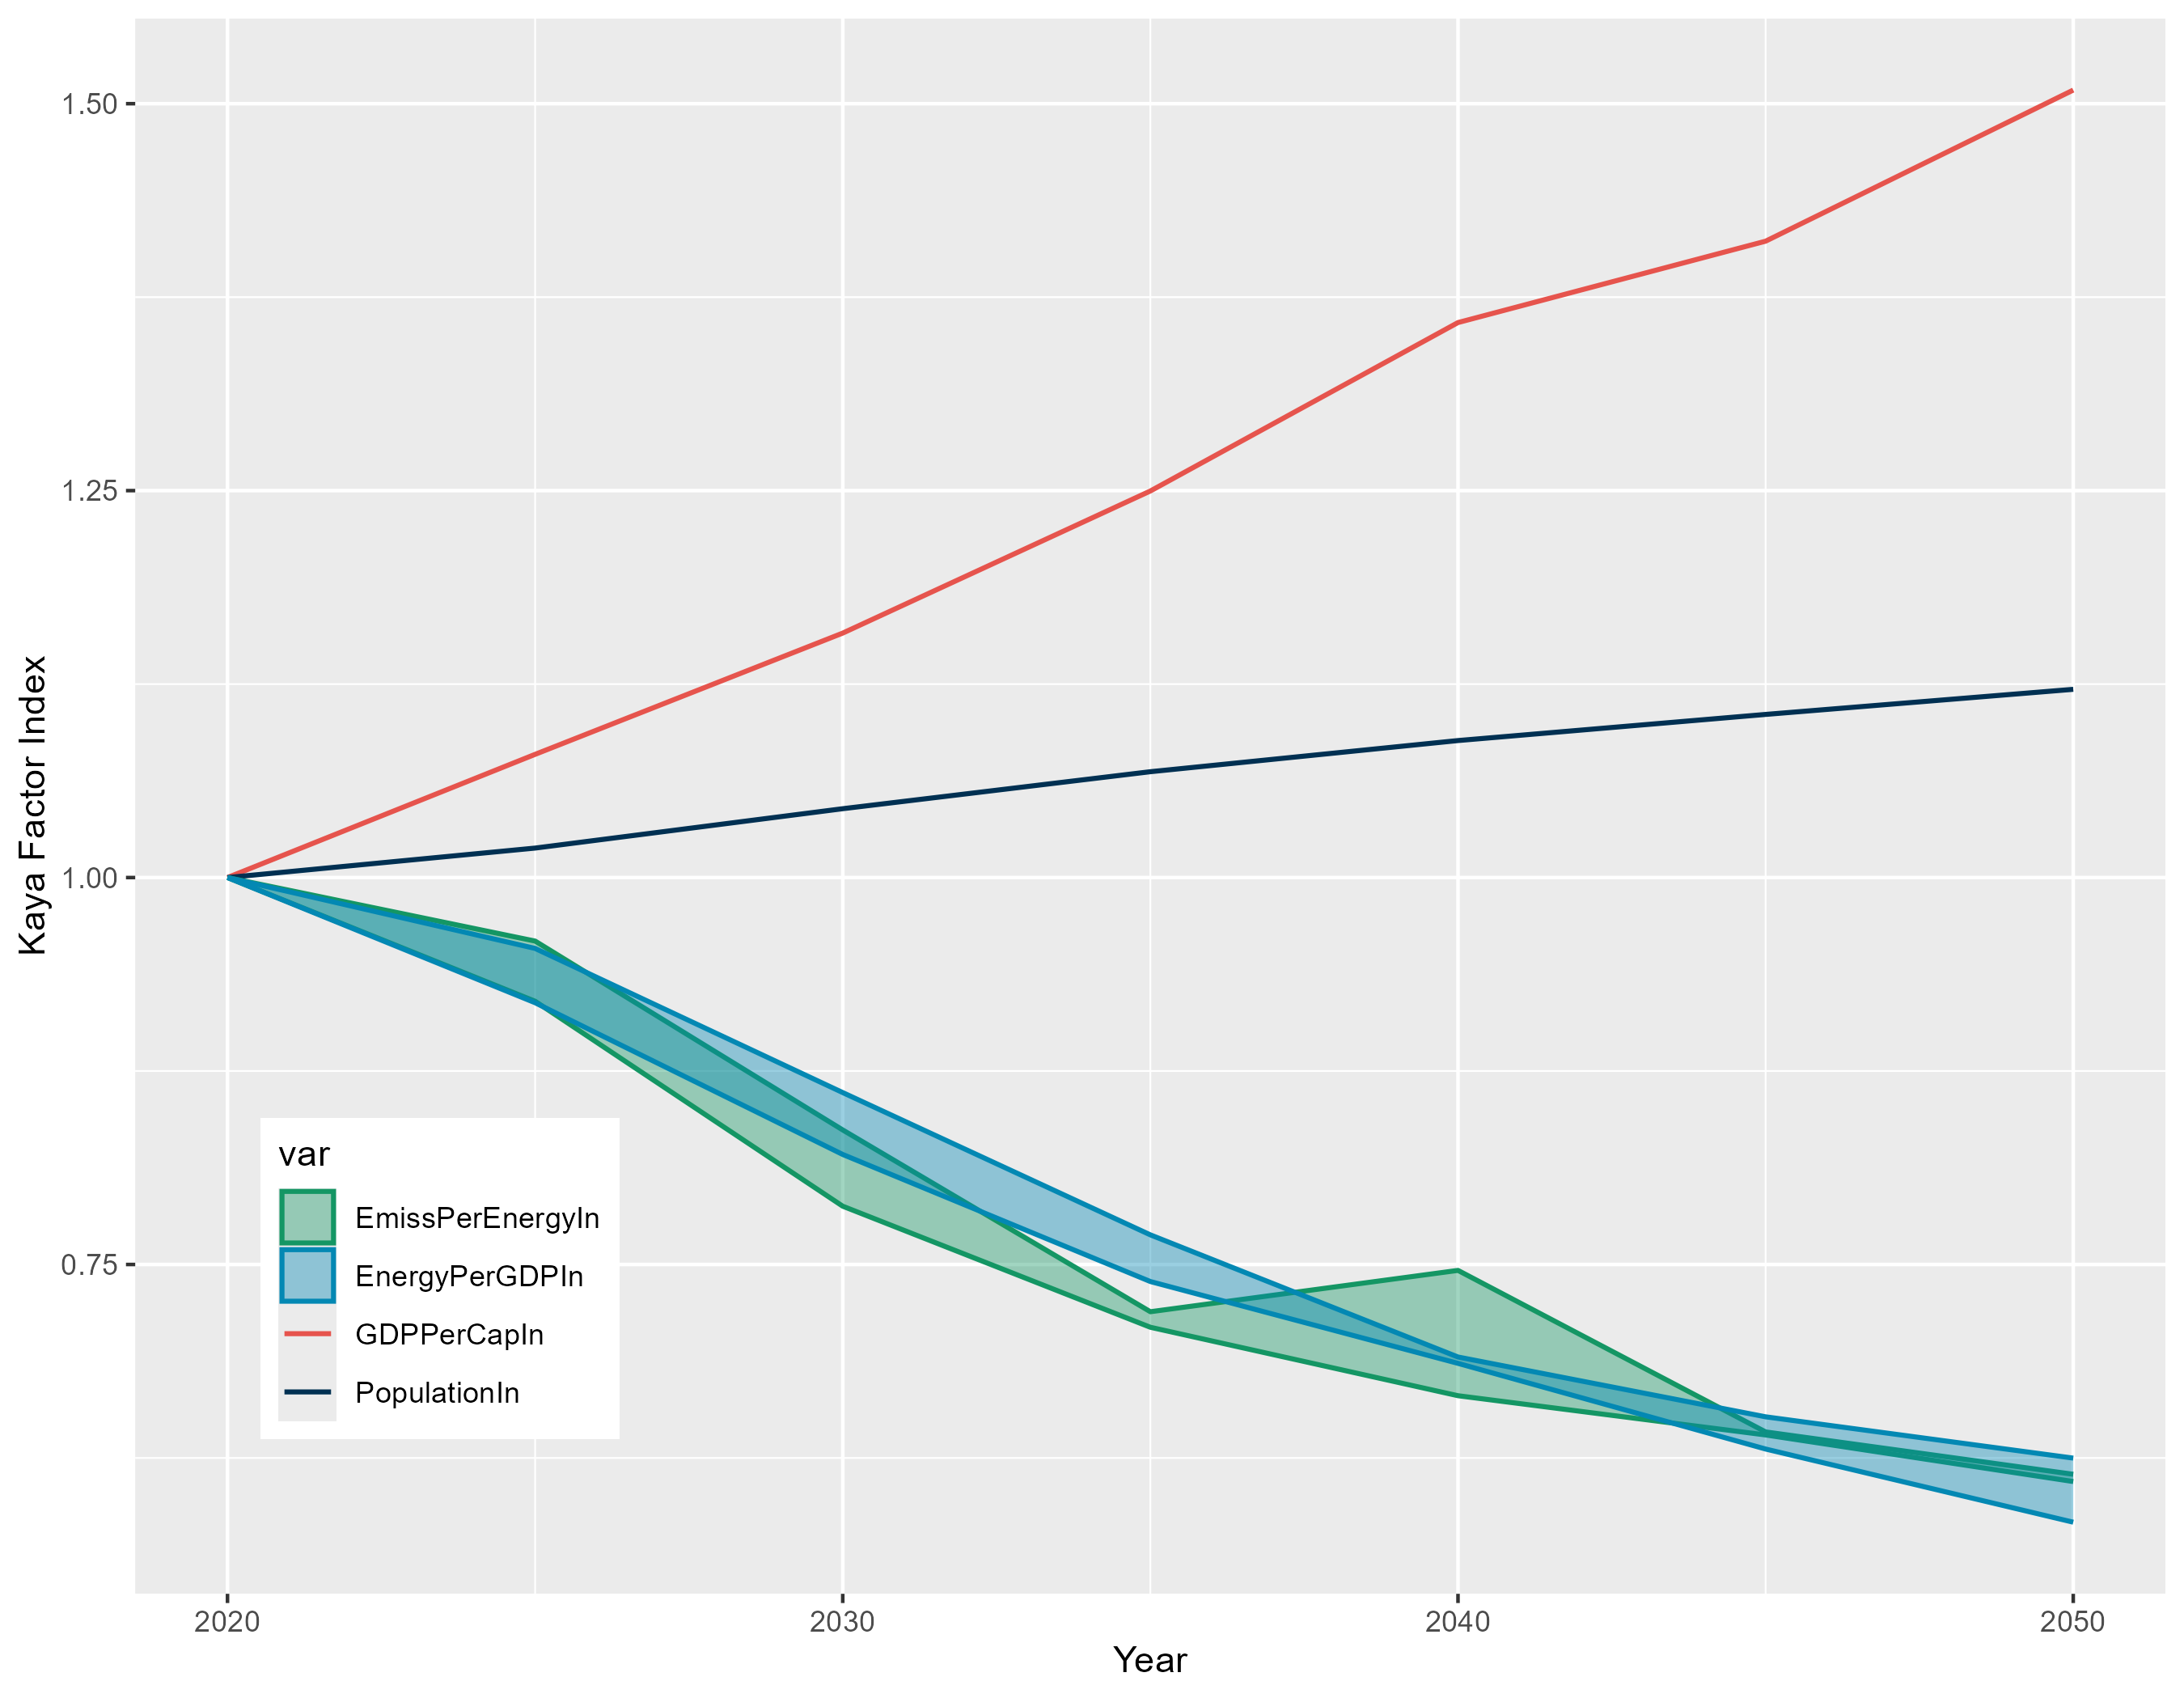 Kaya Factor Index
1.50
1.25
1.00
0.75
var
EmissPerEnergyIn
EnergyPerGDPIn
GDPPerCapIn
PopulationIn
2020 2030 2040 2050
Year